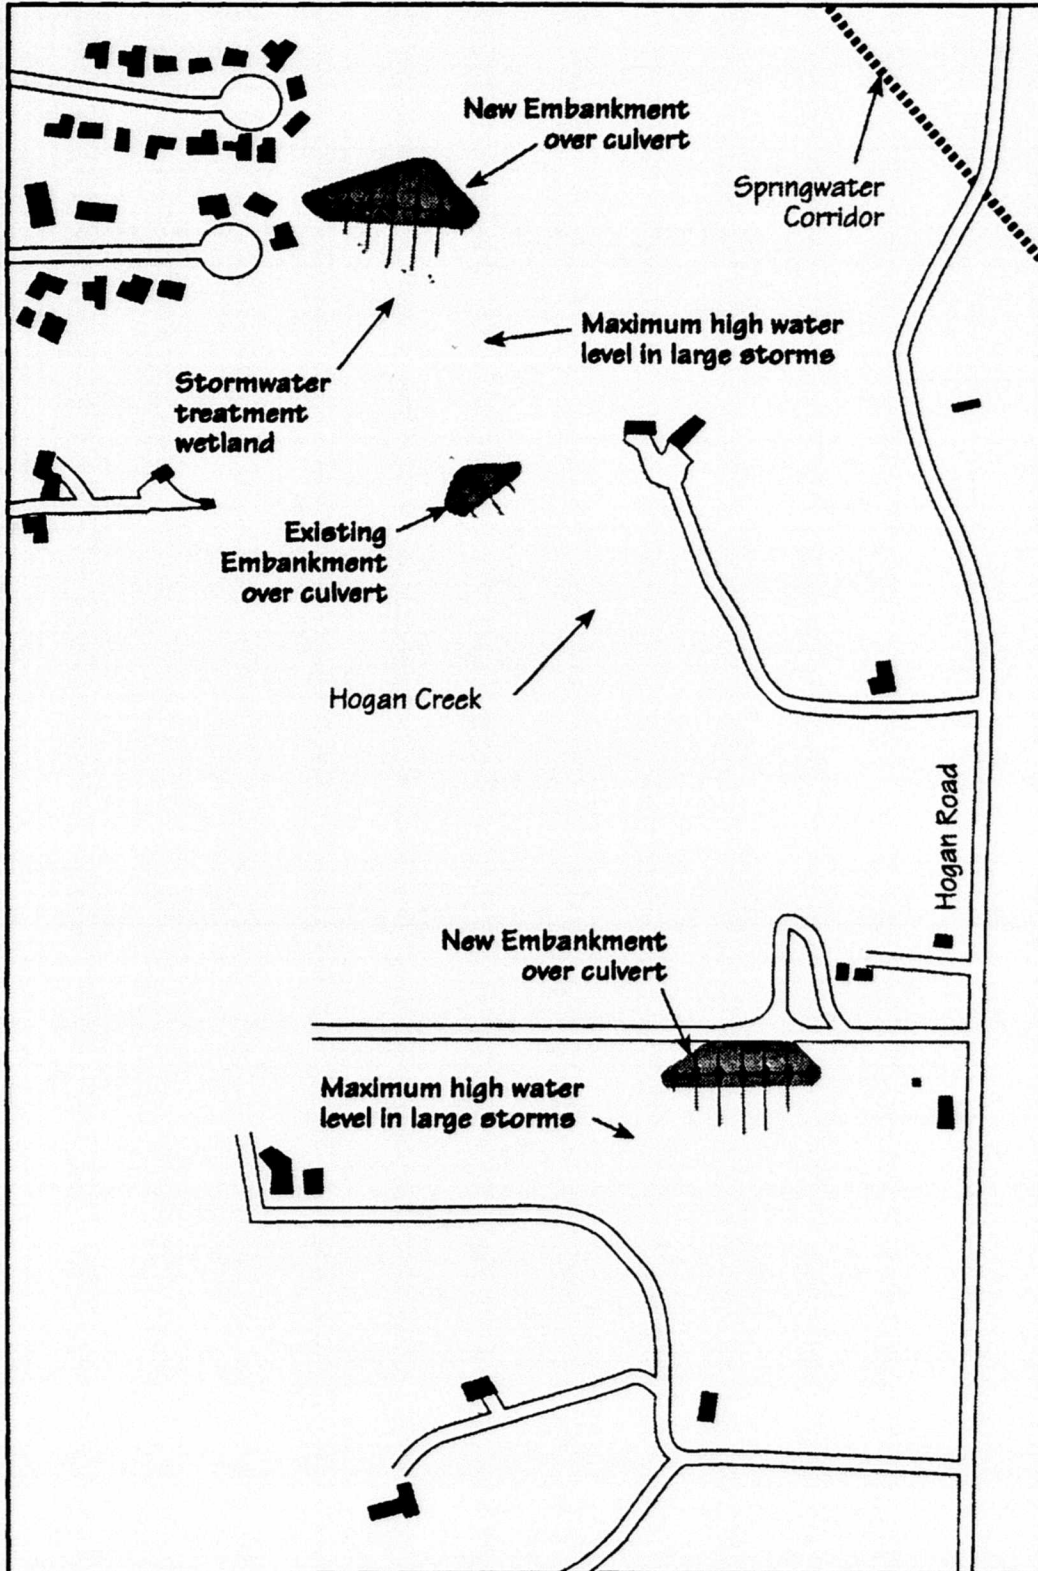 New Embankment
over culvert
Springwater
Corridor
Maximum high water
level in large storms
Stormwater
treatment
wetland
Existing
Embankment
over culvert
Hogan Creek
Hogan Road
New Embankment
over culvert
Maximum high water
level in large storms